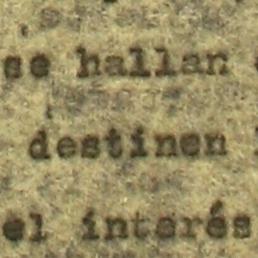 se hallan
destinen
el interés